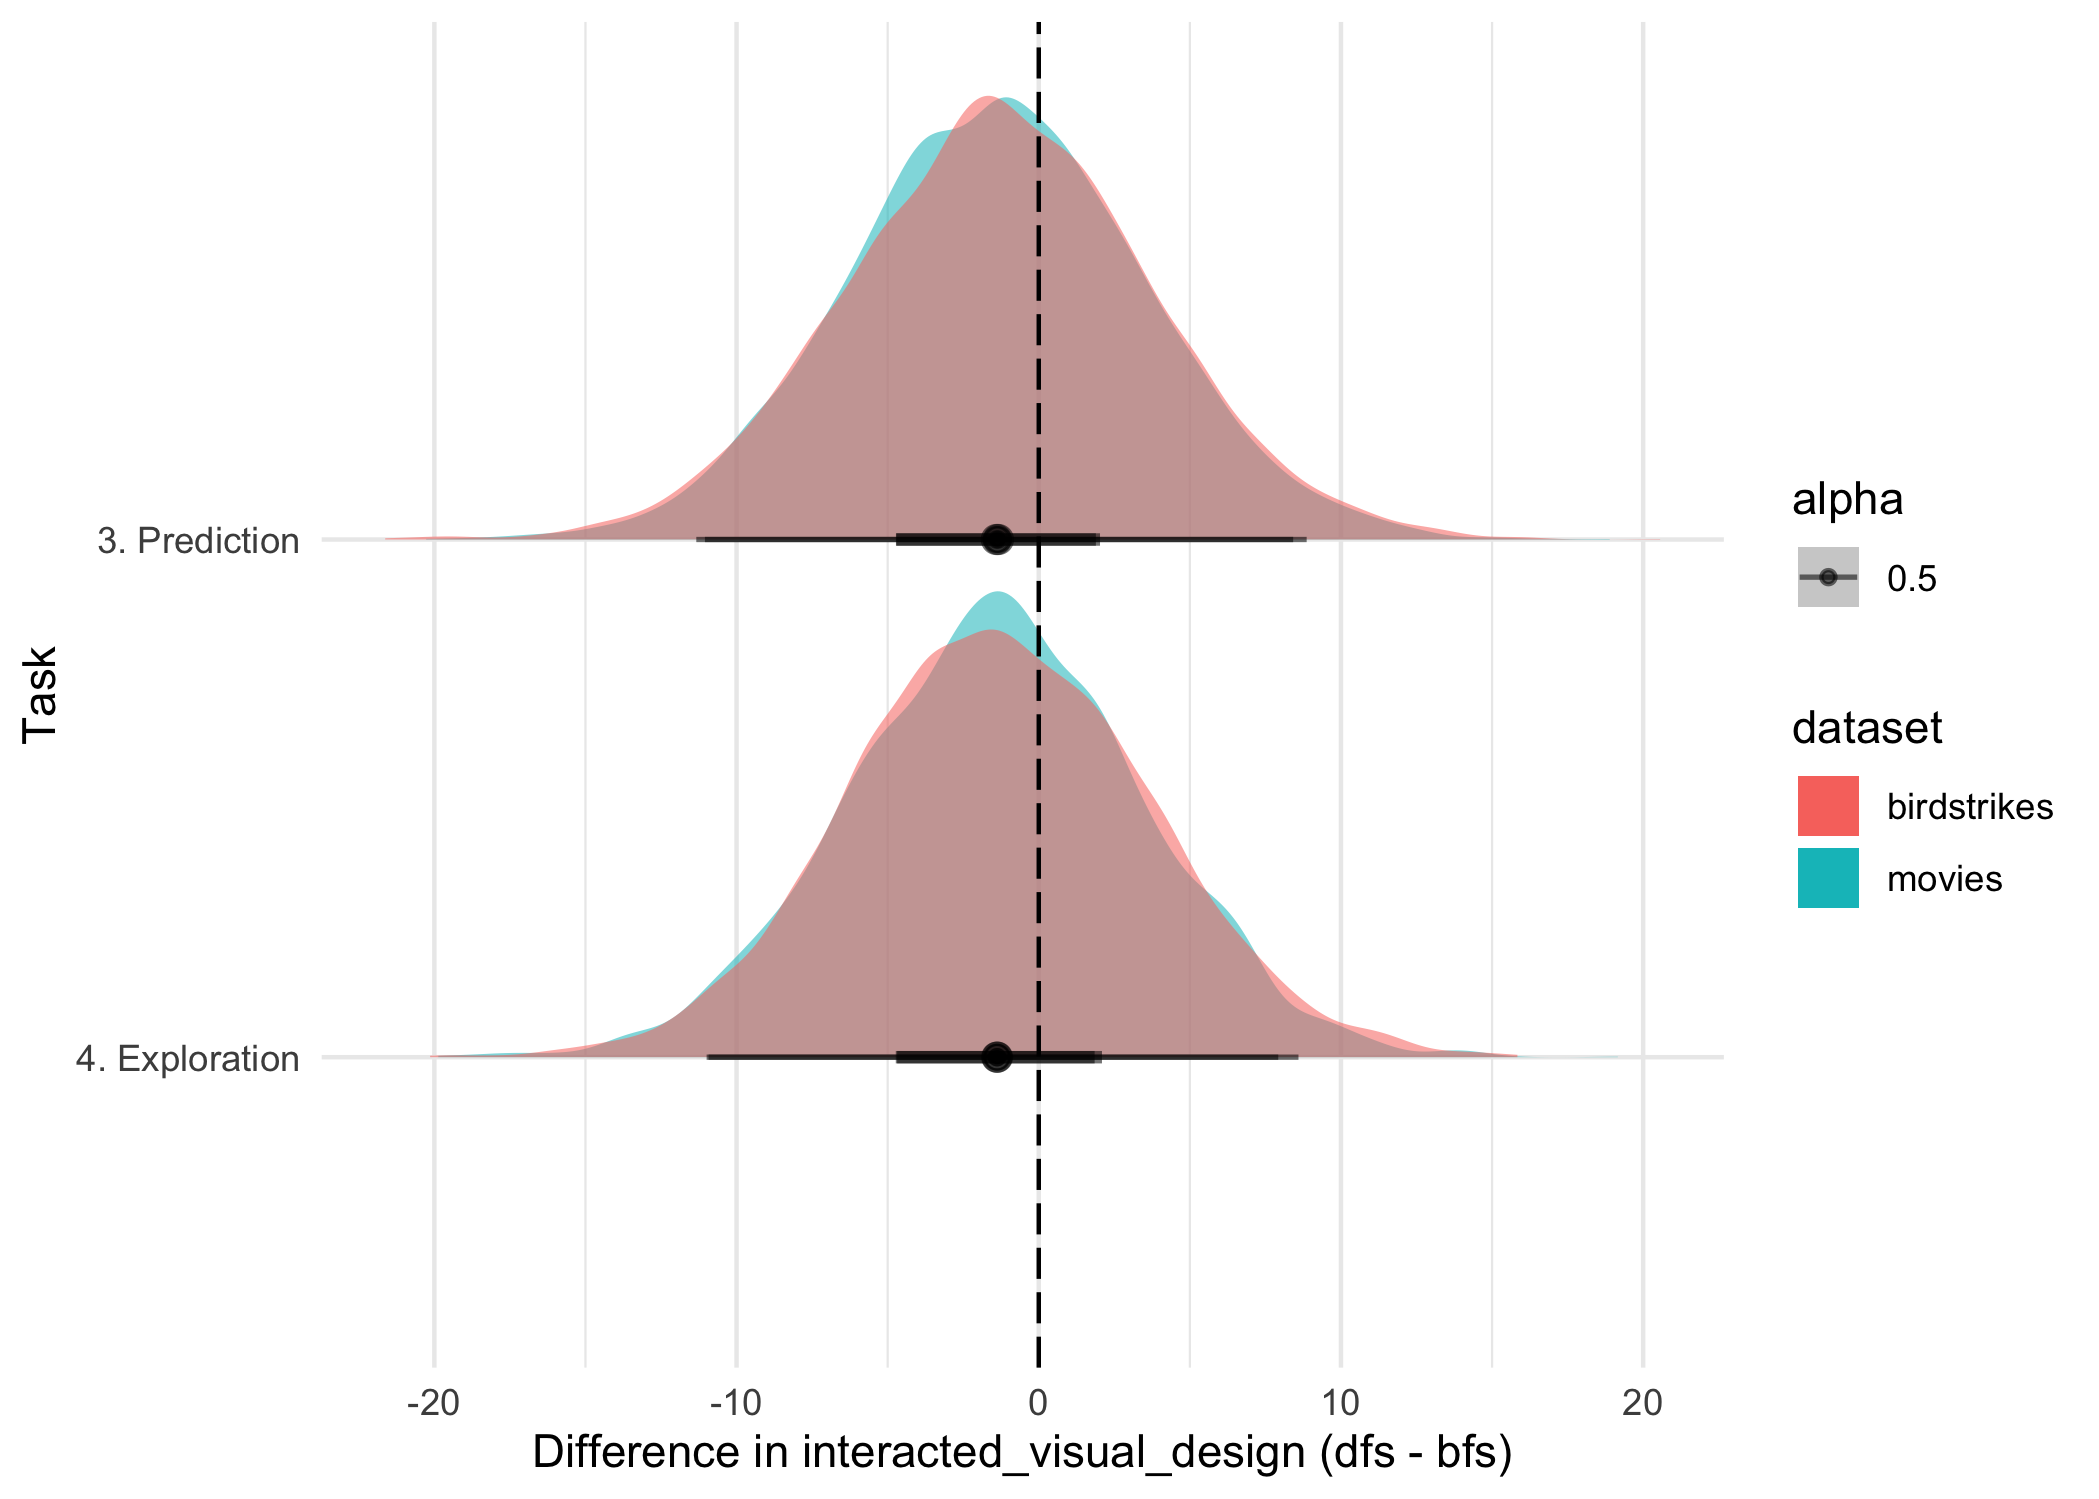 3. Prediction
4. Exploration
Task
-20
-10
0
10
20
Difference in interacted_visual_design (dfs - bfs)
alpha
0.5
dataset
birdstrikes
movies